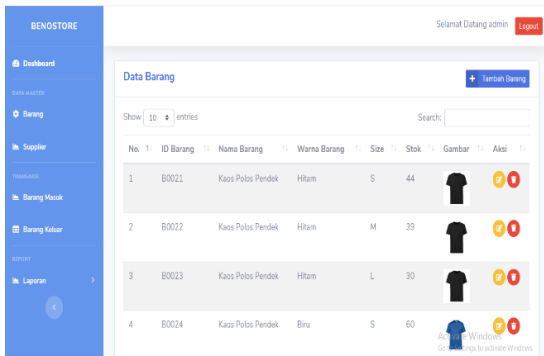 BENOSTORE
Selamat Datang admin Logout
Dashboard
DATA MASTER
Barang
Supplier
TRANSAKSI
Barang Masuk
Barang Keluar
REPORT
Laporan
Data Barang
+ Tambah Barang
Show 10 entries
Search:
No. ID Barang Nama Barang Warna Barang Size Stok Gambar Aksi
1 B0021 Kaos Polos Pendek Hitam S 44
2 B0022 Kaos Polos Pendek Hitam M 39
3 B0023 Kaos Polos Pendek Hitam L 30
4 B0024 Kaos Polos Pendek Biru S 60
Activate Windows
Go to Settings to activate Windows.